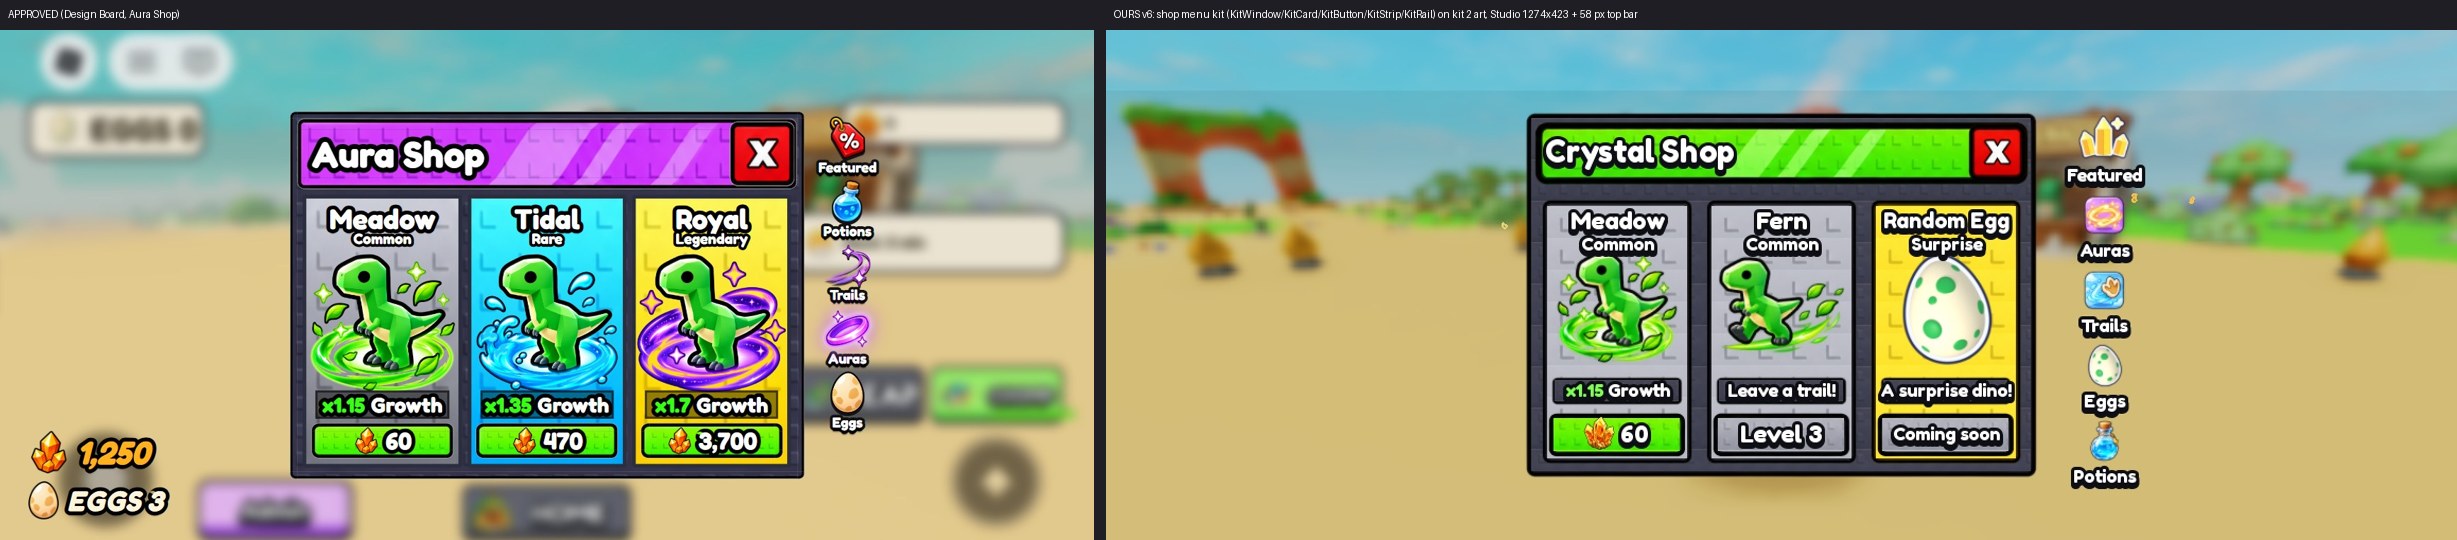 APPROVED (Design Board, Aura Shop)
OURS v6: shop menu kit (KitWindow/KitCard/KitButton/KitStrip/KitRail) on kit 2 art, Studio 1274x423 + 58 px top bar
EGGS 0
Aura Shop
X
%
Featured
Meadow
Common
Tidal
Rare
Royal
Legendary
Potions
Trails
Auras
x1.15 Growth
x1.35 Growth
x1.7 Growth
Eggs
60
470
3,700
1,250
EGGS 3
HOME
Crystal Shop
X
Featured
Meadow
Common
Fern
Common
Random Egg
Surprise
Auras
Trails
x1.15 Growth
Leave a trail!
A surprise dino!
Eggs
60
Level 3
Coming soon
Potions